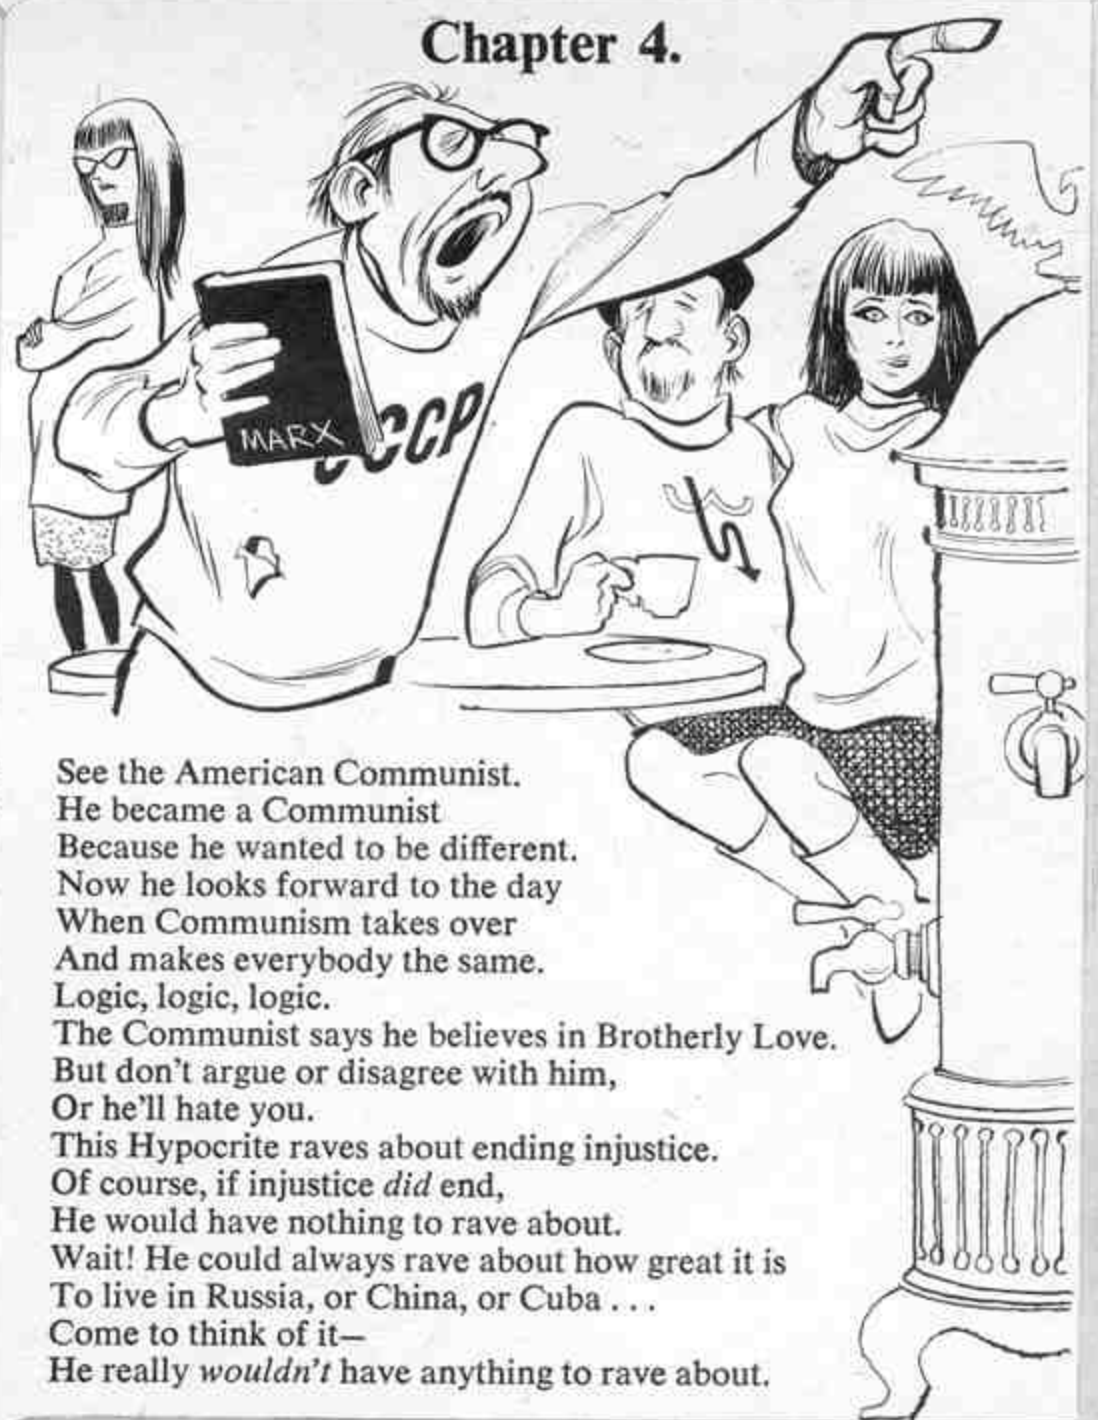 Chapter 4.
MARX
CCCP
See the American Communist.
He became a Communist
Because he wanted to be different.
Now he looks forward to the day
When Communism takes over
And makes everybody the same.
Logic, logic, logic.
The Communist says he believes in Brotherly Love.
But don't argue or disagree with him,
Or he'll hate you.
This Hypocrite raves about ending injustice.
Of course, if injustice did end,
He would have nothing to rave about.
Wait! He could always rave about how great it is
To live in Russia, or China, or Cuba . . .
Come to think of it—
He really wouldn't have anything to rave about.